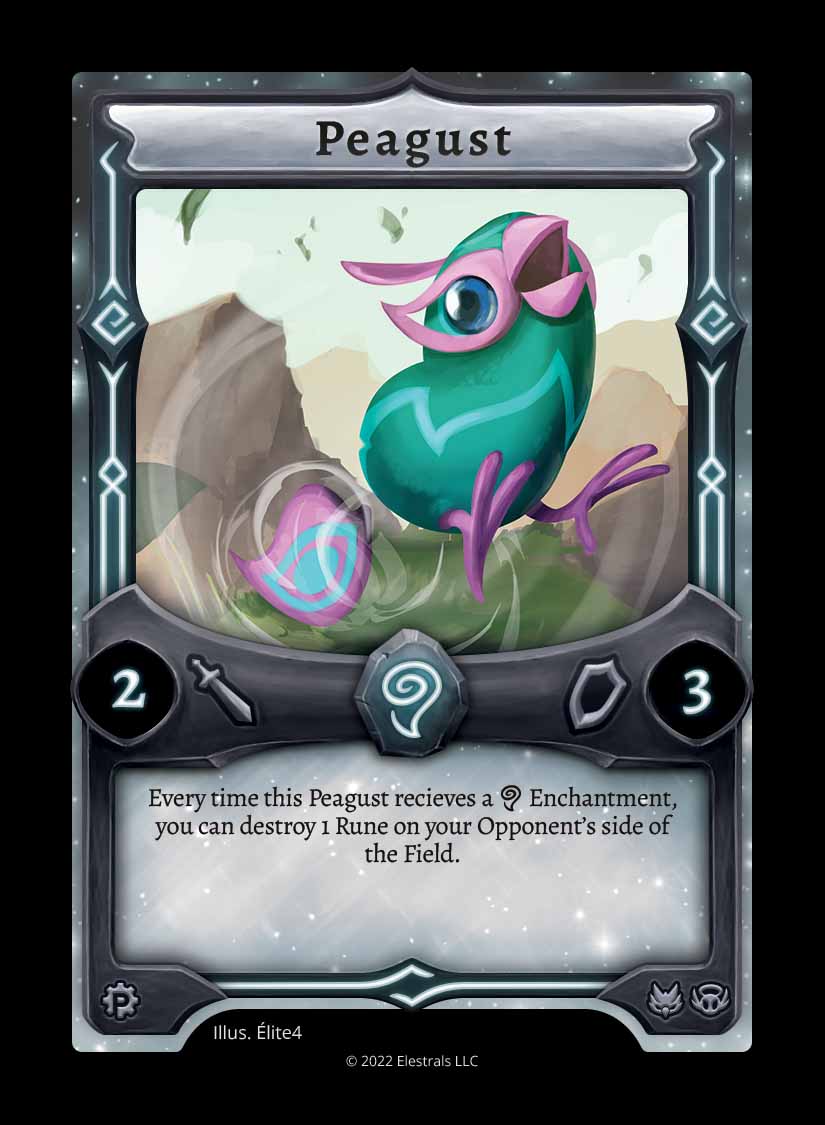 Peagust
2
3
Every time this Peagust recieves a Enchantment,
you can destroy 1 Rune on your Opponent's side of
the Field.
P
Illus. Élite4
© 2022 Elestrals LLC